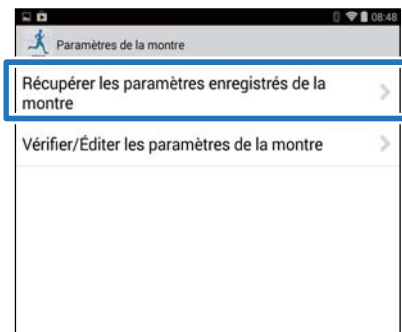 08:48
Paramètres de la montre
Récupérer les paramètres enregistrés de la
montre
Vérifier/Éditer les paramètres de la montre